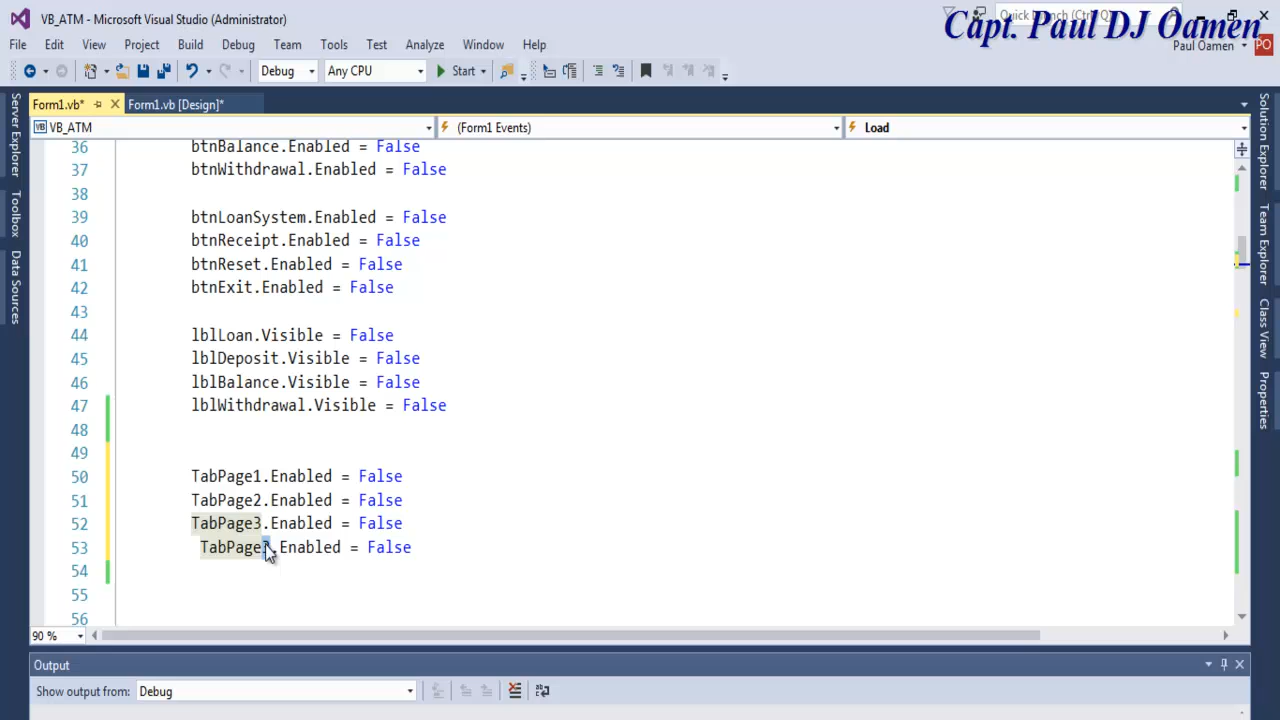 VB_ATM - Microsoft Visual Studio (Administrator)
Quick Launch (Ctrl+Q)
Capt. Paul DJ Oamen
File Edit View Project Build Debug Team Tools Test Analyze Window Help
Paul Oamen PO
Debug Any CPU Start
Form1.vb* Form1.vb [Design]*
VB_ATM (Form1 Events) Load
Server Explorer
Toolbox
Data Sources
36 btnBalance.Enabled = False
37 btnWithdrawal.Enabled = False
38
39 btnLoanSystem.Enabled = False
40 btnReceipt.Enabled = False
41 btnReset.Enabled = False
42 btnExit.Enabled = False
43
44 lblLoan.Visible = False
45 lblDeposit.Visible = False
46 lblBalance.Visible = False
47 lblWithdrawal.Visible = False
48
49
50 TabPage1.Enabled = False
51 TabPage2.Enabled = False
52 TabPage3.Enabled = False
53 TabPage .Enabled = False
54
55
56
Solution Explorer
Team Explorer
Class View
Properties
90 %
Output
Show output from: Debug